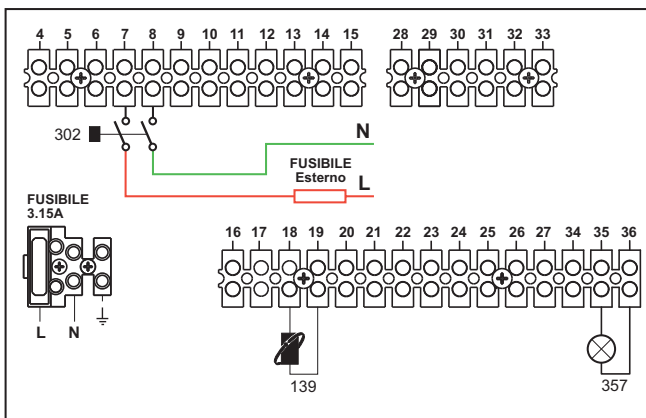 4 5 6 7 8 9 10 11 12 13 14 15 28 29 30 31 32 33
302
N
FUSIBILE
Esterno
L
FUSIBILE
3.15A
16 17 18 19 20 21 22 23 24 25 26 27 34 35 36
L N
139
357